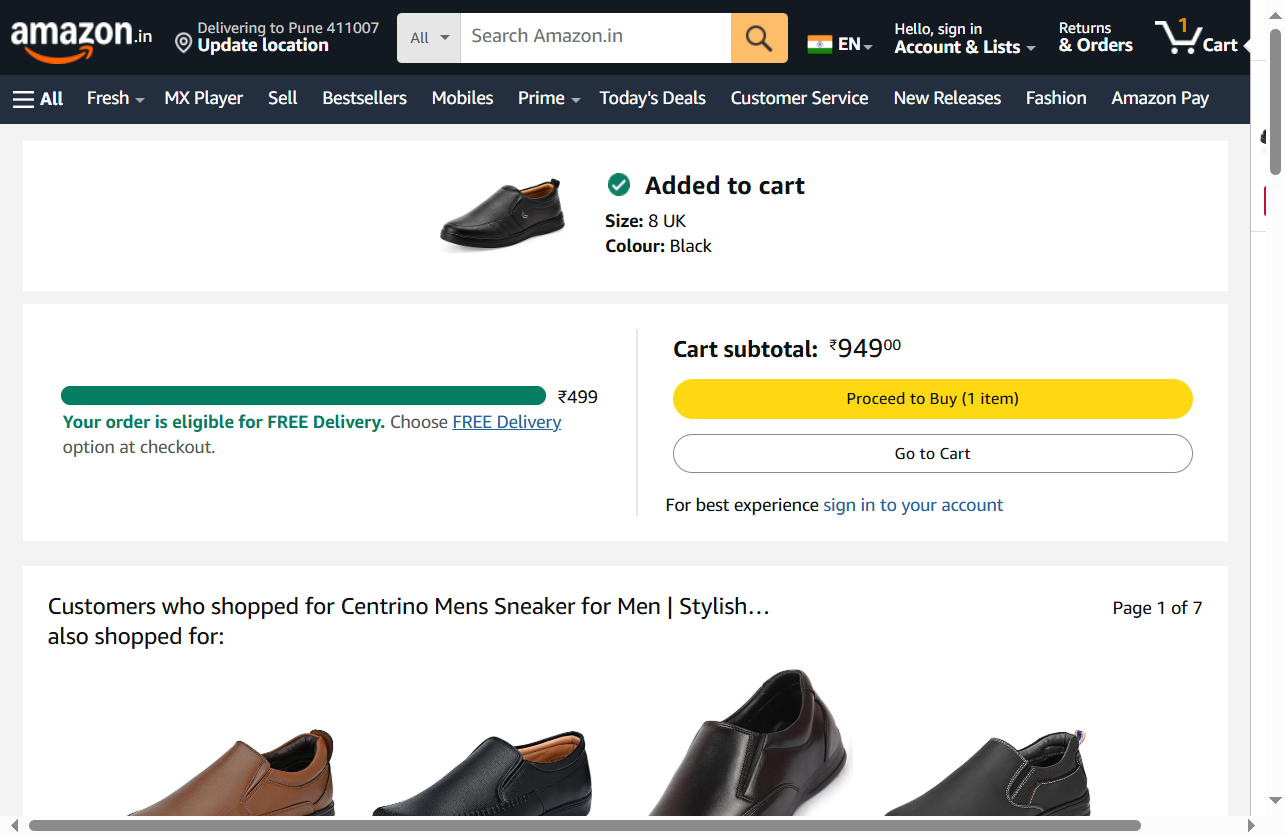 amazon.in
Delivering to Pune 411007
Update location
All
Search Amazon.in
EN
Hello, sign in
Account & Lists
Returns
& Orders
1
Cart
All
Fresh
MX Player
Sell
Bestsellers
Mobiles
Prime
Today's Deals
Customer Service
New Releases
Fashion
Amazon Pay
Added to cart
Size: 8 UK
Colour: Black
₹499
Your order is eligible for FREE Delivery. Choose FREE Delivery
option at checkout.
Cart subtotal: ₹94900
Proceed to Buy (1 item)
Go to Cart
For best experience sign in to your account
Customers who shopped for Centrino Mens Sneaker for Men | Stylish…
also shopped for:
Page 1 of 7